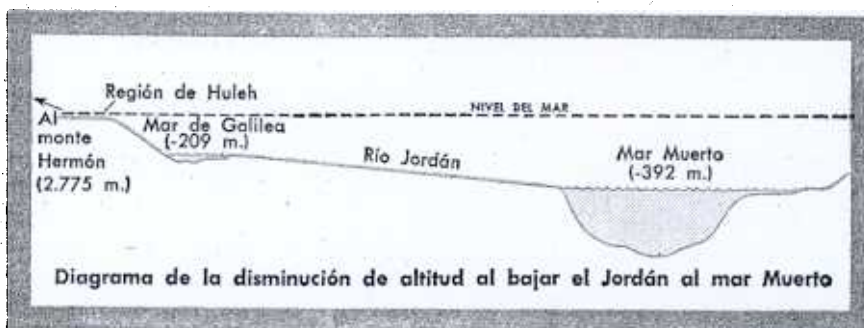 Región de Huleh
NIVEL DEL MAR
Al
monte
Hermón
(2.775 m.)
Mar de Galilea
(-209 m.)
Río Jordán
Mar Muerto
(-392 m.)
Diagrama de la disminución de altitud al bajar el Jordán al mar Muerto